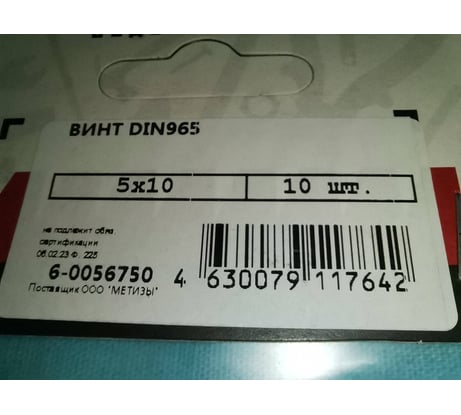 ВИНТ DIN965
5x10 10 шт.
не подлежит обяз.
сертификации
06.02.23 Ф. 225
6-0056750
Поставщик ООО "МЕТИЗЫ"
4 630079 117642